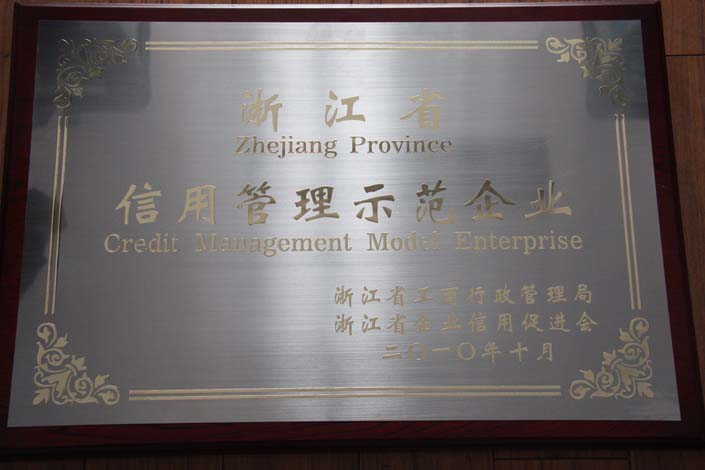 浙江省
Zhejiang Province
信用管理示范企业
Credit Management Model Enterprise
浙江省工商行政管理局
浙江省企业信用促进会
二〇一〇年十月